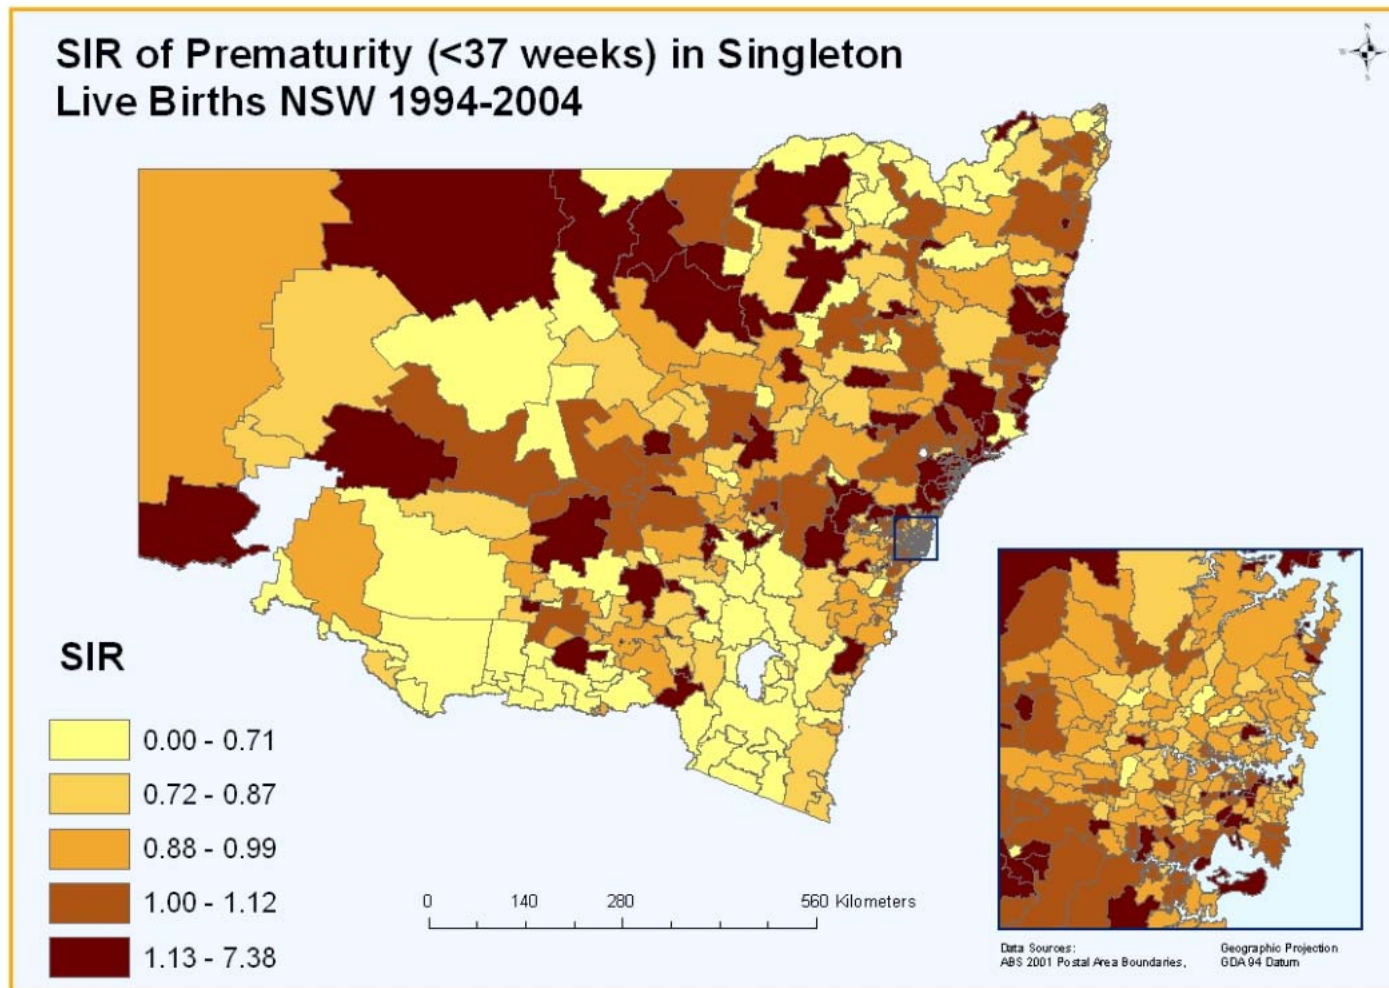 SIR of Prematurity (<37 weeks) in Singleton
Live Births NSW 1994-2004
SIR
0.00 - 0.71
0.72 - 0.87
0.88 - 0.99
1.00 - 1.12
1.13 - 7.38
0 140 280 560 Kilometers
Data Sources:
ABS 2001 Postal Area Boundaries,
Geographic Projection
GDA 94 Datum